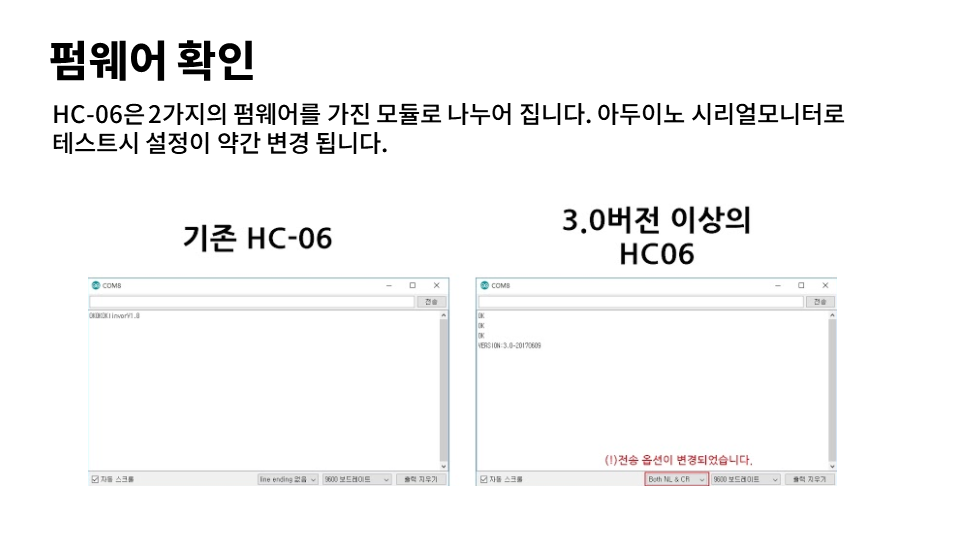 펌웨어 확인
HC-06은 2가지의 펌웨어를 가진 모듈로 나누어 집니다. 아두이노 시리얼모니터로
테스트시 설정이 약간 변경 됩니다.
기존 HC-06
3.0버전 이상의
HC06
COM8
전송
OKOKOKlinvorV1.8
자동 스크롤
line ending 없음
9600 보드레이트
출력 지우기
COM8
전송
OK
OK
OK
VERSION:3.0-20170609
(!)전송 옵션이 변경되었습니다.
자동 스크롤
Both NL & CR
9600 보드레이트
출력 지우기